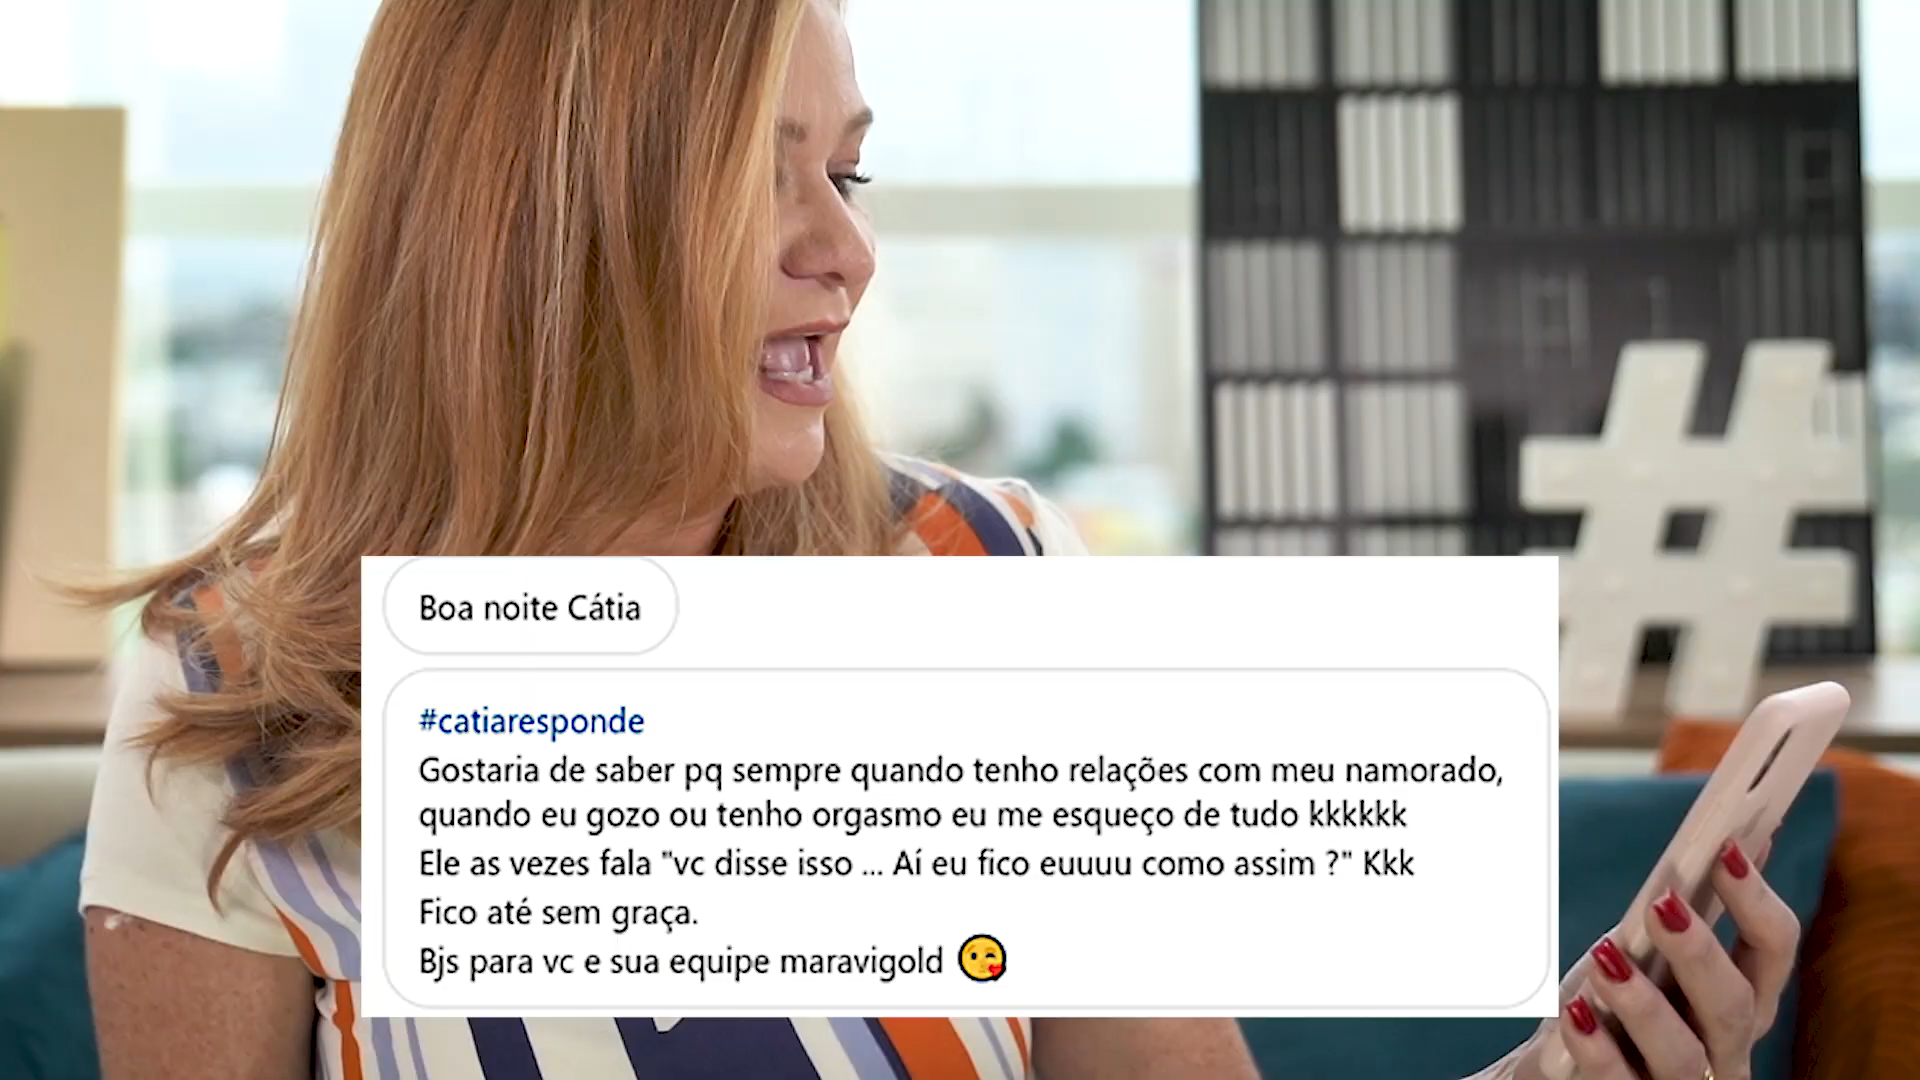 Boa noite Cátia
#catiaresponde
Gostaria de saber pq sempre quando tenho relações com meu namorado,
quando eu gozo ou tenho orgasmo eu me esqueço de tudo kkkkkk
Ele as vezes fala "vc disse isso ... Aí eu fico euuuu como assim ?" Kkk
Fico até sem graça.
Bjs para vc e sua equipe maravigold 😘
#